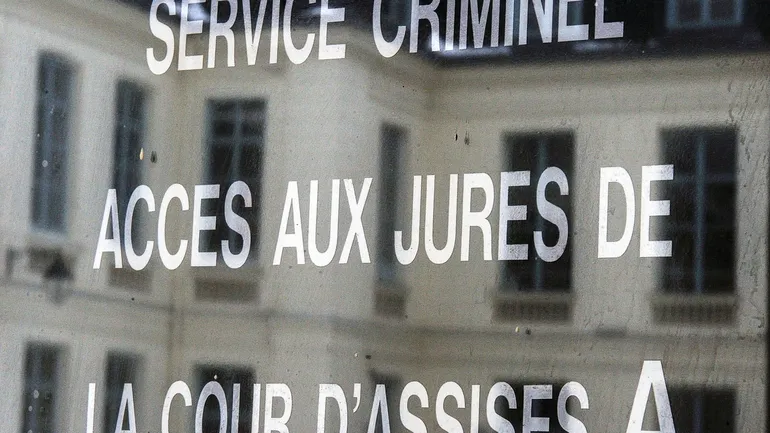 SERVICE CRIMINEL
ACCES AUX JURES DE
LA COUR D'ASSISES A